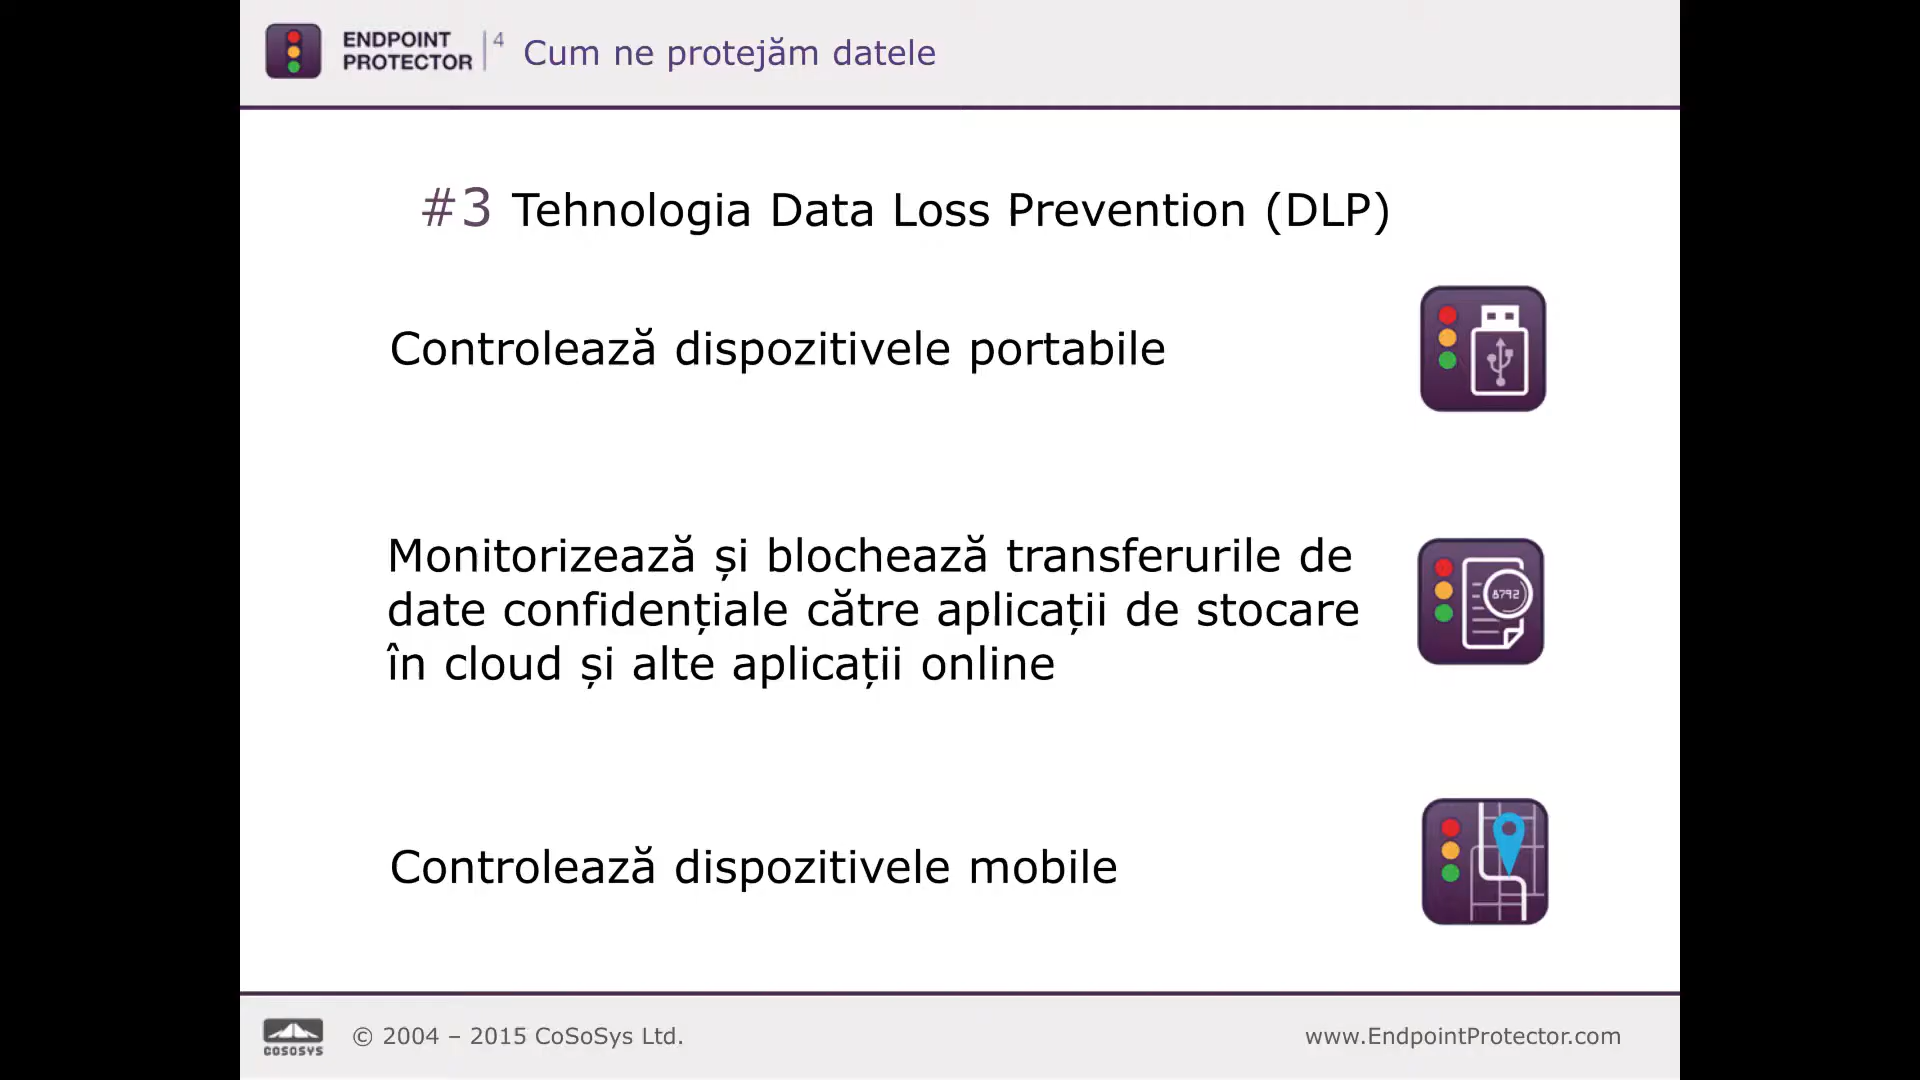 ENDPOINT
PROTECTOR
4
Cum ne protejăm datele
#3 Tehnologia Data Loss Prevention (DLP)
Controlează dispozitivele portabile
Monitorizează și blochează transferurile de
date confidențiale către aplicații de stocare
în cloud și alte aplicații online
8792
Controlează dispozitivele mobile
COSOSYS
© 2004 – 2015 CoSoSys Ltd.
www.EndpointProtector.com